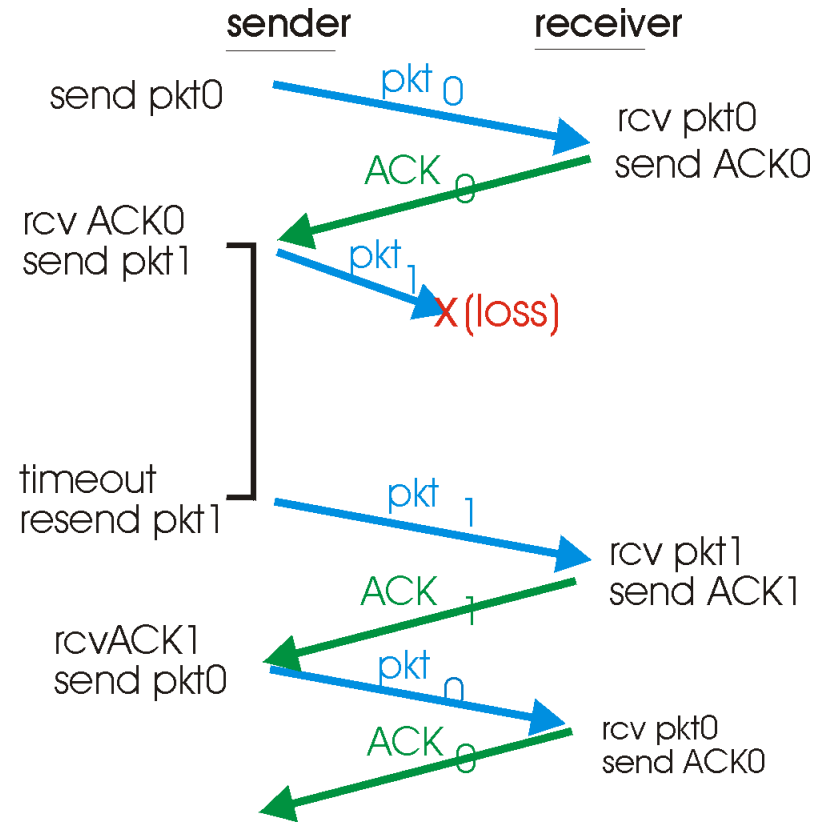 sender receiver
send pkt0
pkt 0
rcv pkt0
send ACK0
ACK 0
rcv ACK0
send pkt1
pkt 1
X (loss)
timeout
resend pkt1
pkt 1
rcv pkt1
send ACK1
ACK 1
rcvACK1
send pkt0
pkt 0
rcv pkt0
send ACK0
ACK 0